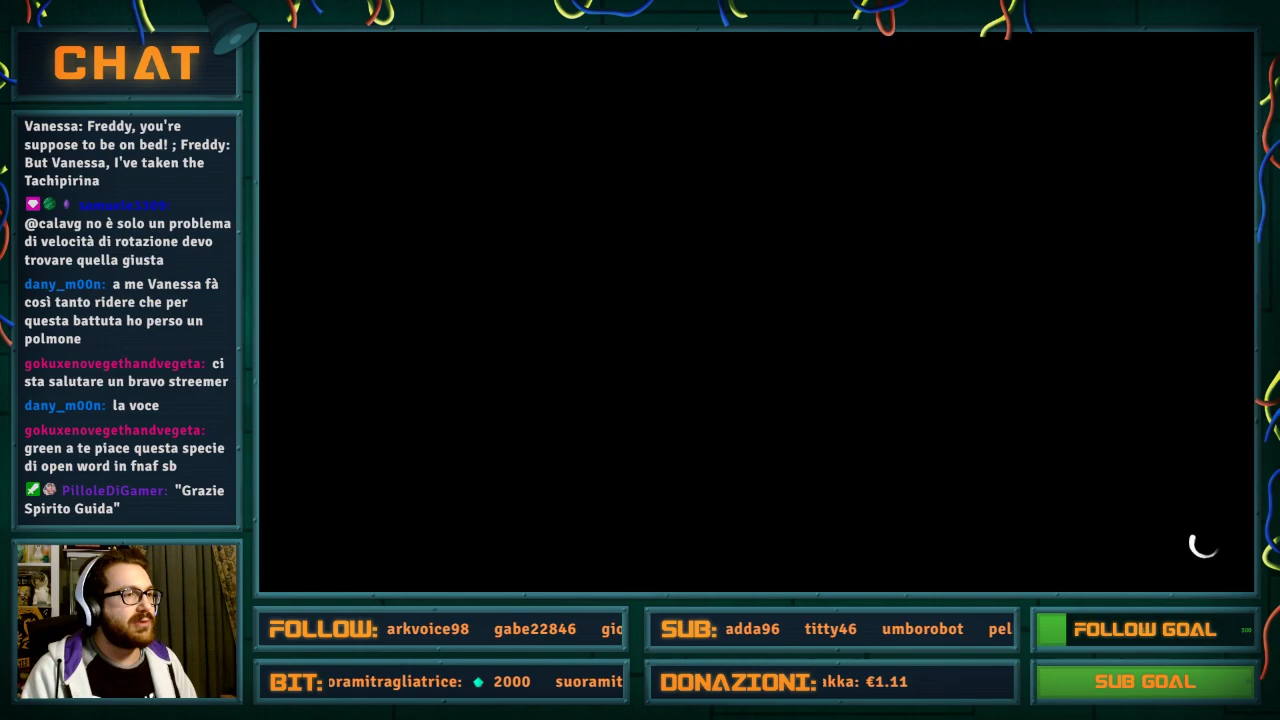 CHAT
Vanessa: Freddy, you're
suppose to be on bed! ; Freddy:
But Vanessa, I've taken the
Tachipirina
@calavg no è solo un problema
di velocità di rotazione devo
trovare quella giusta
dany_m00n: a me Vanessa fà
così tanto ridere che per
questa battuta ho perso un
polmone
gokuxenovegethandvegeta: ci
sta salutare un bravo streemer
dany_m00n: la voce
gokuxenovegethandvegeta:
green a te piace questa specie
di open word in fnaf sb
PilloleDiGamer: "Grazie
Spirito Guida"
FOLLOW: arkvoice98 gabe22846 gio
SUB: adda96 titty46 umborobot pel
FOLLOW GOAL
BIT: oramitragliatrice: 2000 suoramit
DONAZIONI: akka: €1.11
SUB GOAL